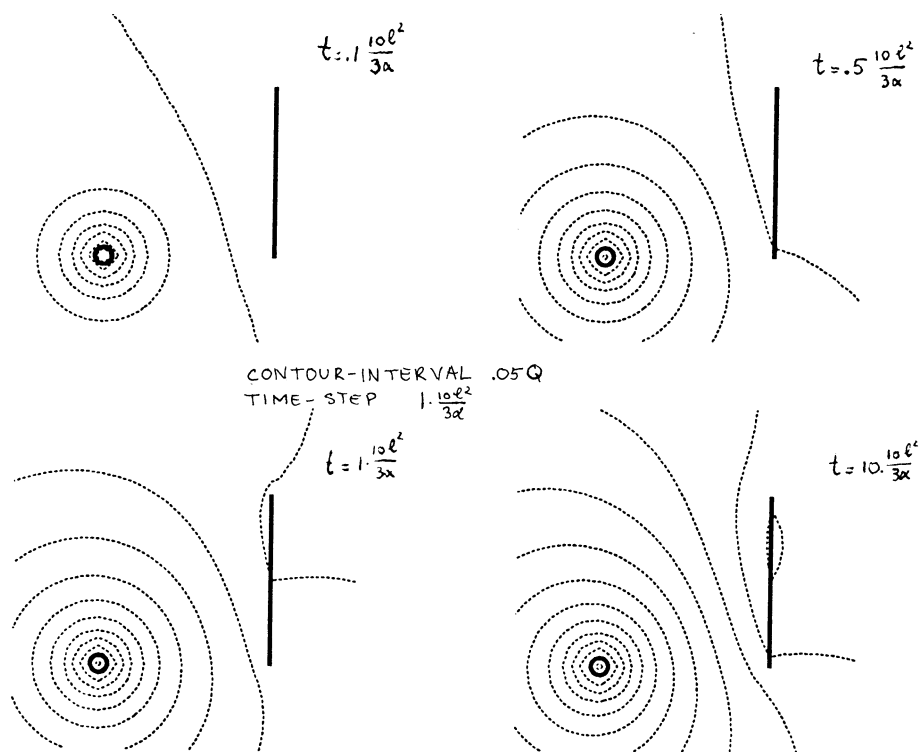 t=.1 10ℓ²/3α
t=.5 10ℓ²/3α
CONTOUR-INTERVAL .05Q
TIME-STEP 1. 10ℓ²/3α
t=1. 10ℓ²/3α
t=10. 10ℓ²/3α